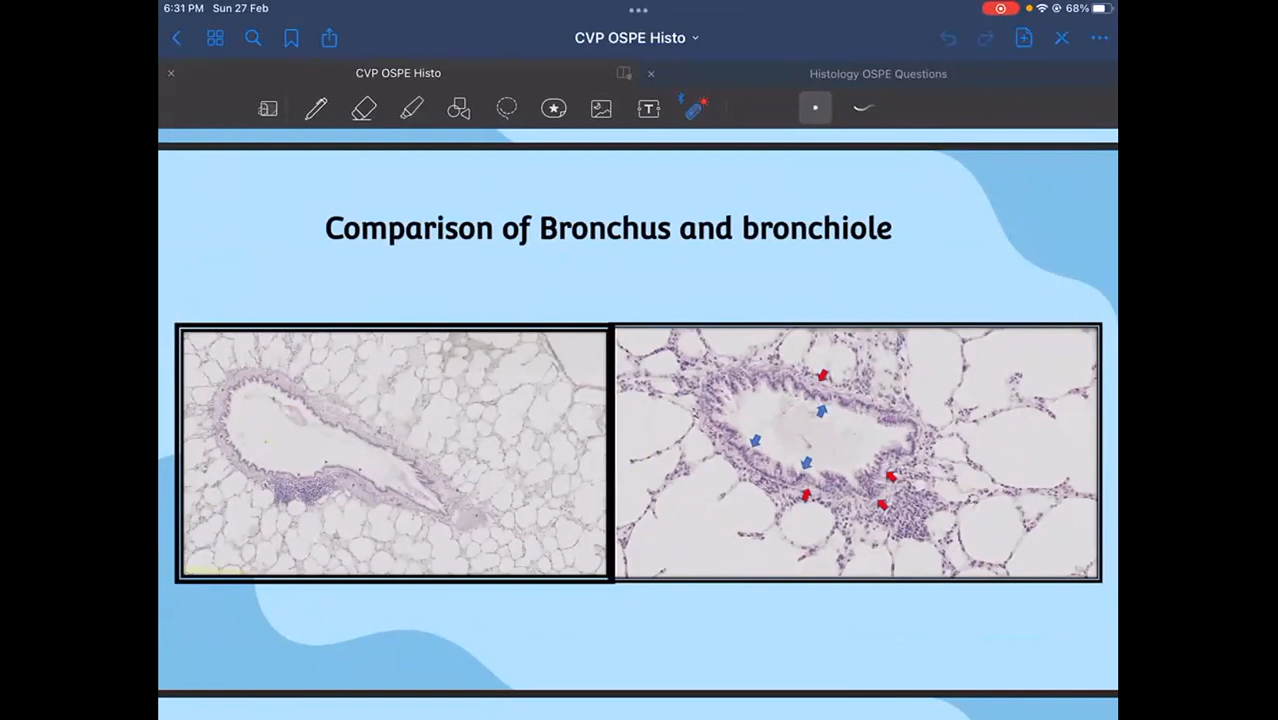 6:31 PM Sun 27 Feb
68%
CVP OSPE Histo
CVP OSPE Histo
Histology OSPE Questions
Comparison of Bronchus and bronchiole